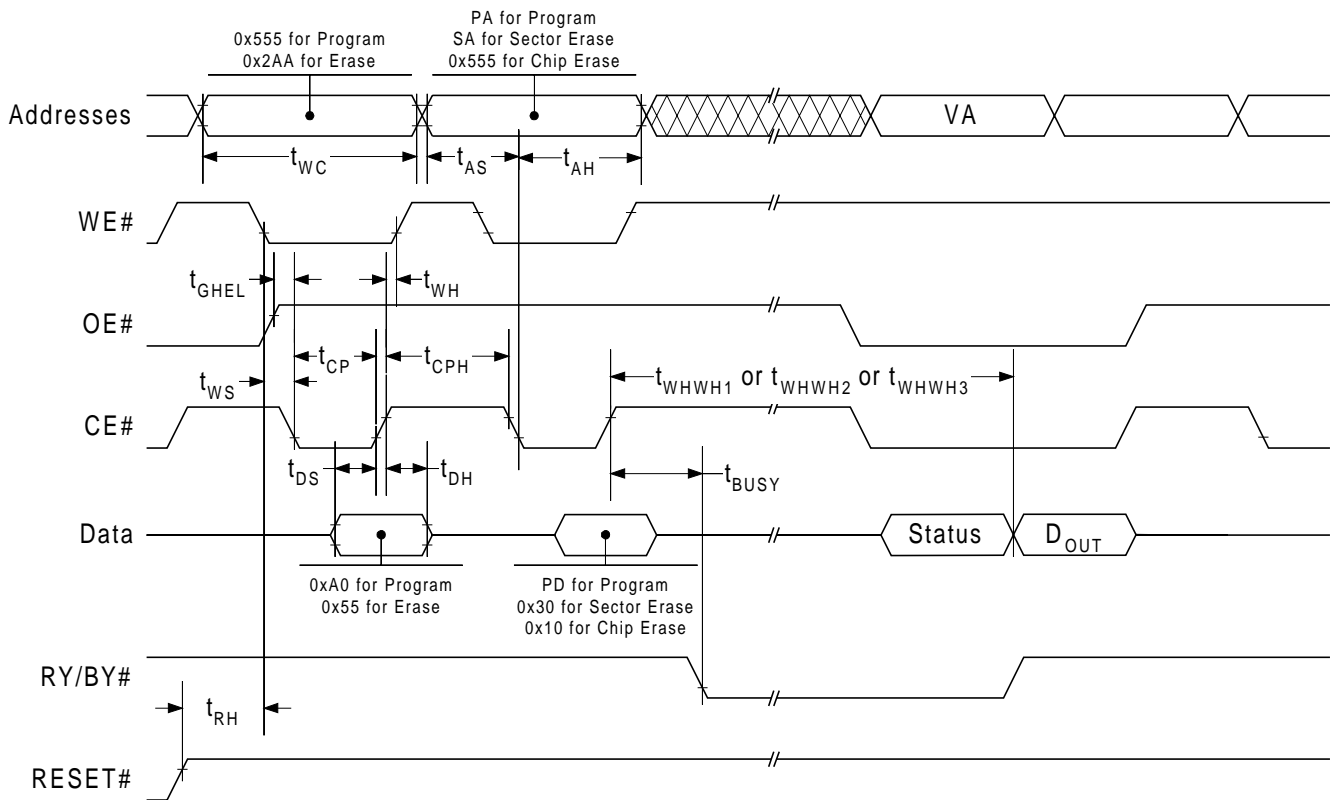 0x555 for Program
0x2AA for Erase
PA for Program
SA for Sector Erase
0x555 for Chip Erase
Addresses
VA
tWC
tAS
tAH
WE#
tGHEL
tWH
OE#
tCP
tCPH
tWS
tWHWH1 or tWHWH2 or tWHWH3
CE#
tDS
tDH
tBUSY
Data
Status
DOUT
0xA0 for Program
0x55 for Erase
PD for Program
0x30 for Sector Erase
0x10 for Chip Erase
RY/BY#
tRH
RESET#